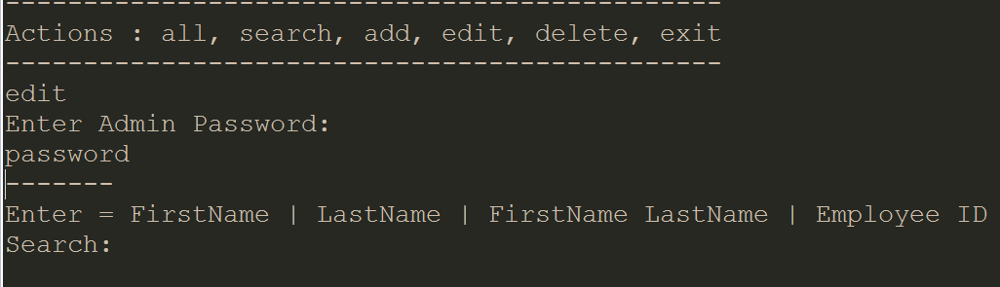 ----------------------------------------------
Actions : all, search, add, edit, delete, exit
----------------------------------------------
edit
Enter Admin Password:
password
-------
Enter = FirstName | LastName | FirstName LastName | Employee ID
Search: